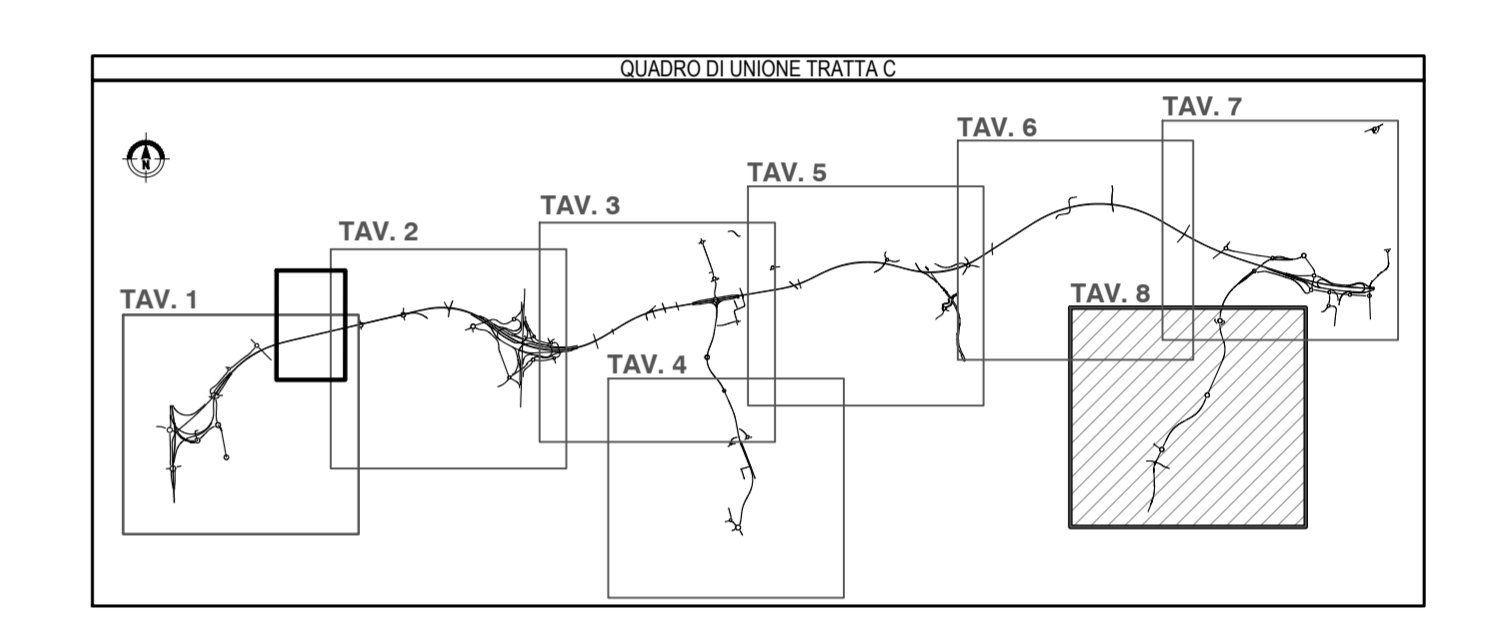 QUADRO DI UNIONE TRATTA C
N
TAV. 1
TAV. 2
TAV. 3
TAV. 4
TAV. 5
TAV. 6
TAV. 7
TAV. 8